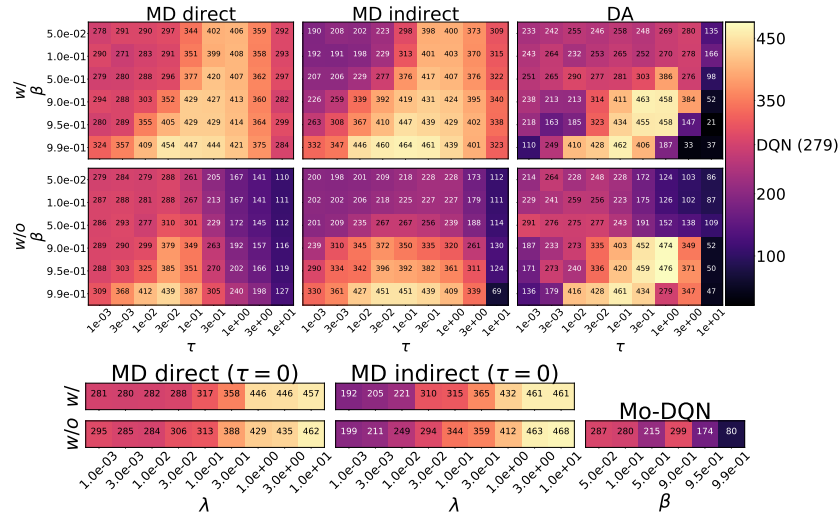 MD direct MD indirect DA
w/
β
5.0e-02 278 291 290 297 344 402 406 359 292 190 208 202 223 298 398 400 373 309 233 242 255 246 258 248 269 280 135
1.0e-01 290 271 283 290 351 399 408 358 293 192 191 198 229 313 401 403 370 315 243 264 232 253 265 252 270 268 166
5.0e-01 279 280 288 296 377 420 407 362 297 207 206 229 277 376 417 407 376 322 251 265 290 277 281 303 386 276 98
9.0e-01 294 288 303 352 429 427 413 360 282 226 259 339 392 419 431 424 395 304 238 213 213 314 411 463 458 384 52
9.5e-01 280 289 355 405 429 429 414 364 299 263 308 367 419 440 447 439 394 302 218 163 185 323 434 455 458 147 21
9.9e-01 324 357 409 454 447 444 431 375 284 332 347 446 460 464 461 439 401 323 110 249 410 428 462 406 187 33 37
w/o
β
5.0e-02 279 284 279 288 261 205 167 141 110 200 199 198 205 224 218 228 173 112 214 264 228 248 228 172 124 103 86
1.0e-01 287 288 281 288 267 213 167 141 111 201 197 203 205 223 228 225 179 111 229 228 241 243 235 175 126 102 87
5.0e-01 286 293 277 310 301 229 172 145 112 201 209 235 267 267 256 239 188 114 291 276 275 277 243 191 152 138 109
9.0e-01 289 290 299 379 349 263 192 157 116 239 310 345 372 350 335 320 261 130 187 233 273 335 403 452 474 349 52
9.5e-01 288 303 325 385 351 270 202 166 119 290 334 342 396 392 382 361 311 124 171 273 240 336 420 459 476 371 50
9.9e-01 309 368 412 439 387 305 240 198 127 330 361 427 451 451 439 409 439 339 69 136 179 416 428 461 434 279 347 47
1e-03 3e-03 1e-02 3e-02 1e-01 3e-01 1e+00 3e+00 1e+01 1e-03 3e-03 1e-02 3e-02 1e-01 3e-01 1e+00 3e+00 1e+01 1e-03 3e-03 1e-02 3e-02 1e-01 3e-01 1e+00 3e+00 1e+01
τ τ τ
450
350
DQN (279)
200
100
MD direct (τ = 0) MD indirect (τ = 0)
w/ 281 280 282 288 317 358 446 446 457 192 205 221 310 315 365 432 461 461
Mo-DQN
w/o 295 285 284 306 313 388 429 435 462 199 211 249 294 344 359 412 463 468 287 280 215 299 174 80
1.0e-03 3.0e-03 1.0e-02 3.0e-02 1.0e-01 3.0e-01 1.0e+00 3.0e+00 1.0e+01 1.0e-03 3.0e-03 1.0e-02 3.0e-02 1.0e-01 3.0e-01 1.0e+00 3.0e+00 1.0e+01 5.0e-02 1.0e-01 5.0e-01 9.0e-01 9.5e-01 9.9e-01
λ λ β